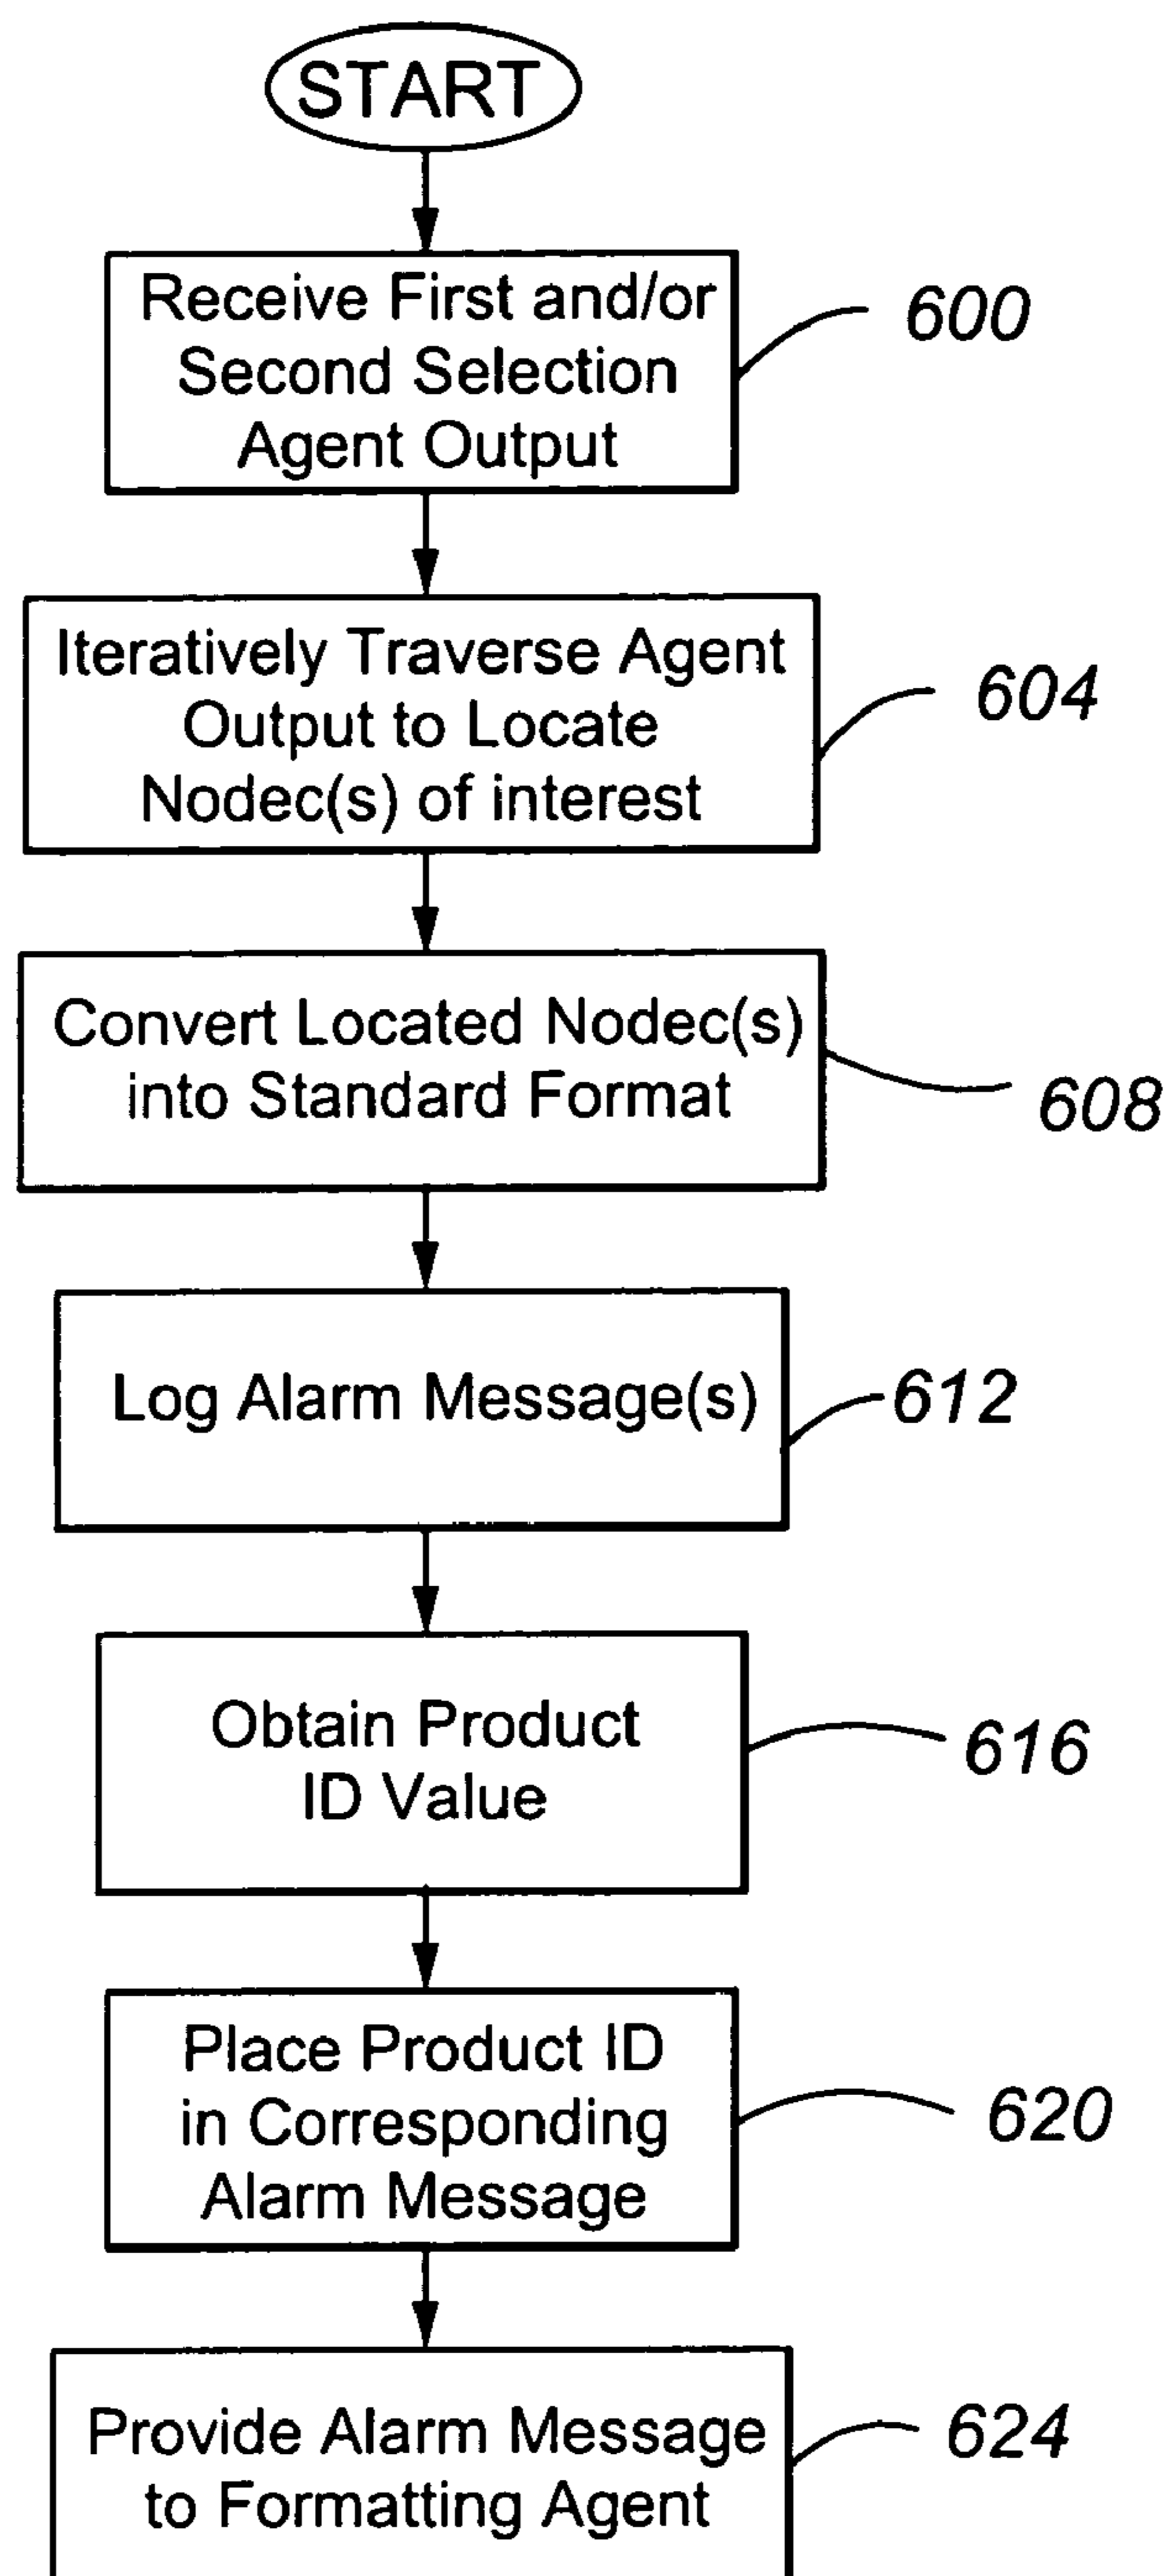 START
Receive First and/or
Second Selection
Agent Output
600
Iteratively Traverse Agent
Output to Locate
Nodec(s) of interest
604
Convert Located Nodec(s)
into Standard Format
608
Log Alarm Message(s)
612
Obtain Product
ID Value
616
Place Product ID
in Corresponding
Alarm Message
620
Provide Alarm Message
to Formatting Agent
624